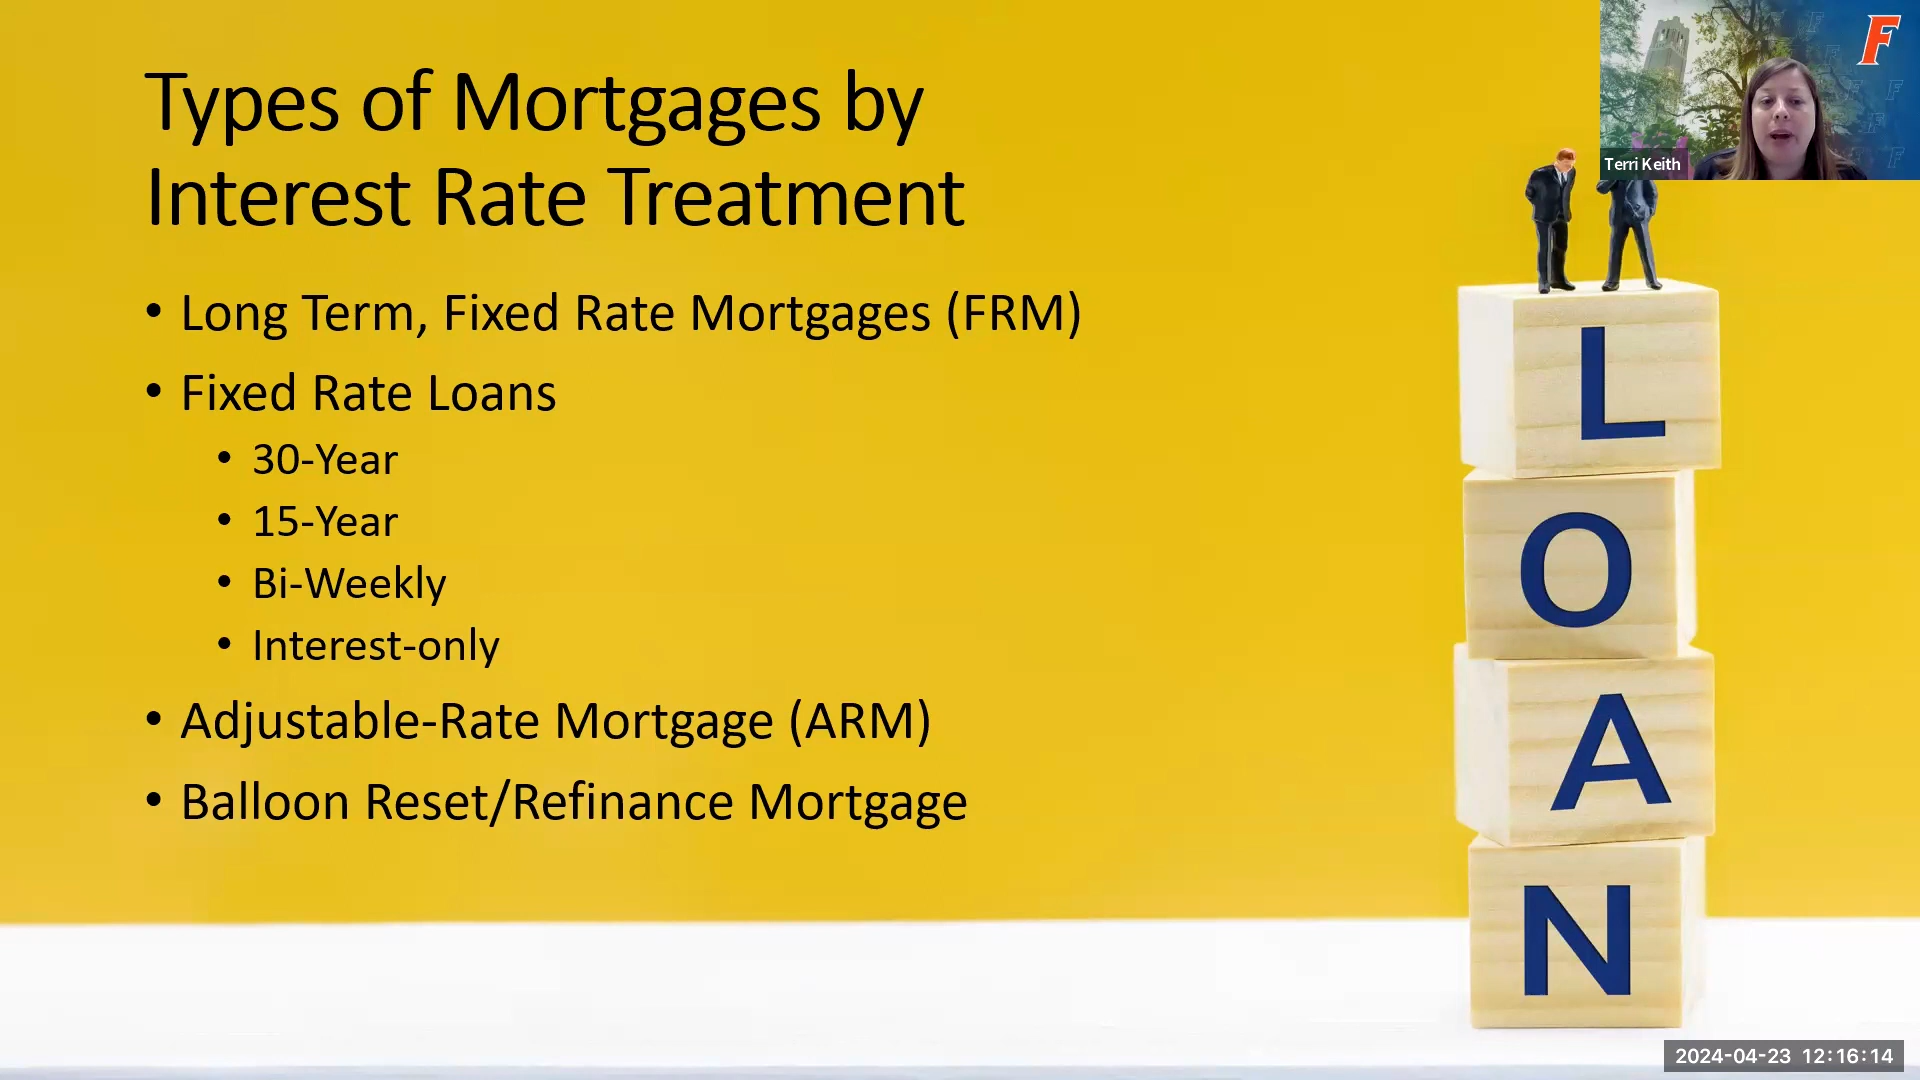 Types of Mortgages by
Interest Rate Treatment
• Long Term, Fixed Rate Mortgages (FRM)
• Fixed Rate Loans
• 30-Year
• 15-Year
• Bi-Weekly
• Interest-only
• Adjustable-Rate Mortgage (ARM)
• Balloon Reset/Refinance Mortgage
F
Terri Keith
L
O
A
N
2024-04-23 12:16:14